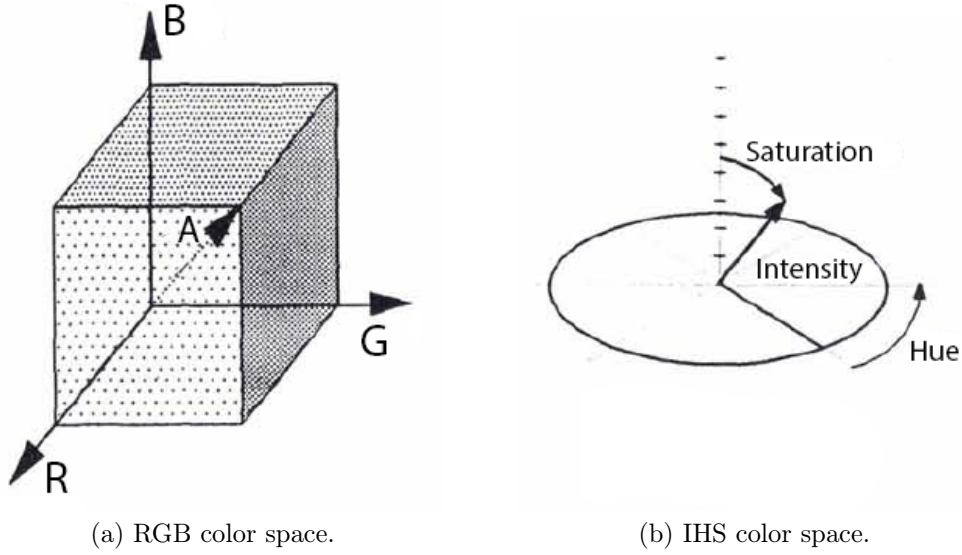 B
A
G
R
Saturation
Intensity
Hue
(a) RGB color space.
(b) IHS color space.